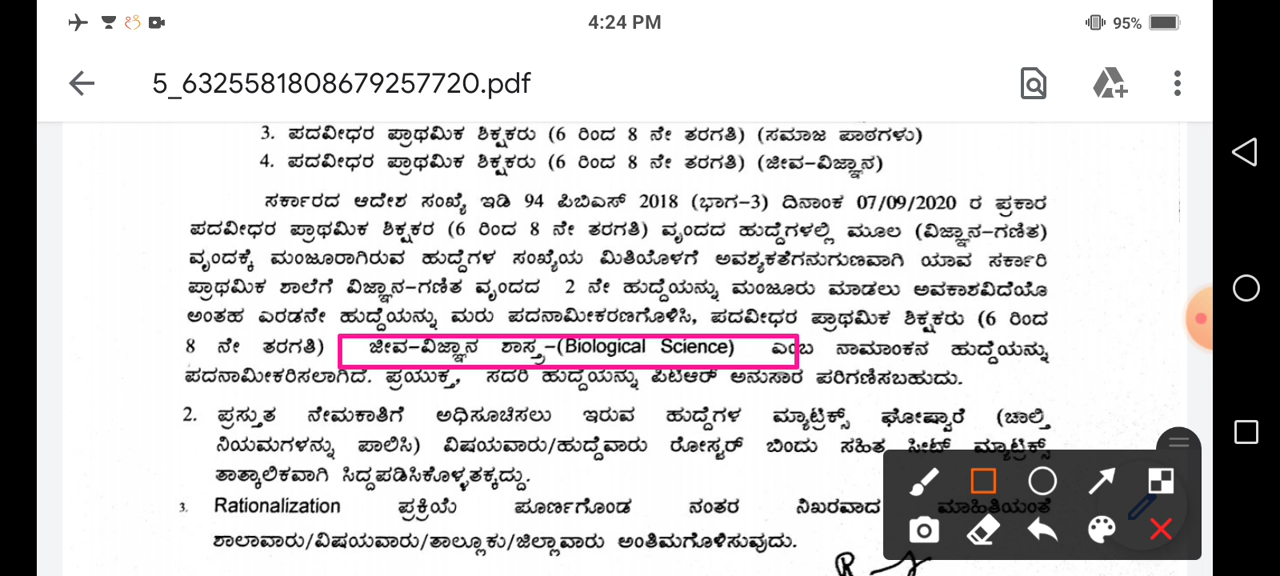 4:24 PM
95%
5_6325581808679257720.pdf
3. ಪದವೀಧರ ಪ್ರಾಥಮಿಕ ಶಿಕ್ಷಕರು (6 ರಿಂದ 8 ನೇ ತರಗತಿ) (ಸಮಾಜ ಪಾಠಗಳು)
4. ಪದವೀಧರ ಪ್ರಾಥಮಿಕ ಶಿಕ್ಷಕರು (6 ರಿಂದ 8 ನೇ ತರಗತಿ) (ಜೀವ-ವಿಜ್ಞಾನ)
ಸರ್ಕಾರದ ಆದೇಶ ಸಂಖ್ಯೆ ಇಡಿ 94 ಪಿಬಿಎಸ್ 2018 (ಭಾಗ-3) ದಿನಾಂಕ 07/09/2020 ರ ಪ್ರಕಾರ
ಪದವೀಧರ ಪ್ರಾಥಮಿಕ ಶಿಕ್ಷಕರ (6 ರಿಂದ 8 ನೇ ತರಗತಿ) ವೃಂದದ ಹುದ್ದೆಗಳಲ್ಲಿ ಮೂಲ (ವಿಜ್ಞಾನ-ಗಣಿತ)
ವೃಂದಕ್ಕೆ ಮಂಜೂರಾಗಿರುವ ಹುದ್ದೆಗಳ ಸಂಖ್ಯೆಯ ಮಿತಿಯೊಳಗೆ ಅವಶ್ಯಕತೆಗನುಗುಣವಾಗಿ ಯಾವ ಸರ್ಕಾರಿ
ಪ್ರಾಥಮಿಕ ಶಾಲೆಗೆ ವಿಜ್ಞಾನ-ಗಣಿತ ವೃಂದದ 2 ನೇ ಹುದ್ದೆಯನ್ನು ಮಂಜೂರು ಮಾಡಲು ಅವಕಾಶವಿದೆಯೊ
ಅಂತಹ ಎರಡನೇ ಹುದ್ದೆಯನ್ನು ಮರು ಪದನಾಮೀಕರಣಗೊಳಿಸಿ, ಪದವೀಧರ ಪ್ರಾಥಮಿಕ ಶಿಕ್ಷಕರು (6 ರಿಂದ
8 ನೇ ತರಗತಿ) ಜೀವ-ವಿಜ್ಞಾನ ಶಾಸ್ತ್ರ-(Biological Science) ಎಂಬ ನಾಮಾಂಕನ ಹುದ್ದೆಯನ್ನು
ಪದನಾಮೀಕರಿಸಲಾಗಿದೆ. ಪ್ರಯುಕ್ತ, ಸದರಿ ಹುದ್ದೆಯನ್ನು ಪಿಟಿಆರ್ ಅನುಸಾರ ಪರಿಗಣಿಸಬಹುದು.
2. ಪ್ರಸ್ತುತ ನೇಮಕಾತಿಗೆ ಅಧಿಸೂಚಿಸಲು ಇರುವ ಹುದ್ದೆಗಳ ಮ್ಯಾಟ್ರಿಕ್ಸ್ ಘೋಷ್ವಾರೆ (ಚಾಲ್ತಿ
ನಿಯಮಗಳನ್ನು ಪಾಲಿಸಿ) ವಿಷಯವಾರು/ಹುದ್ದೆವಾರು ರೋಸ್ಟರ್ ಬಿಂದು ಸಹಿತ ಸೀಟ್ ಮ್ಯಾಟ್ರಿಕ್ಸ್
ತಾತ್ಕಾಲಿಕವಾಗಿ ಸಿದ್ದಪಡಿಸಿಕೊಳ್ಳತಕ್ಕದ್ದು.
3. Rationalization ಪ್ರಕ್ರಿಯೆ ಪೂರ್ಣಗೊಂಡ ನಂತರ ನಿಖರವಾದ ಮಾಹಿತಿಯಂತೆ
ಶಾಲಾವಾರು/ವಿಷಯವಾರು/ತಾಲ್ಲೂಕು/ಜಿಲ್ಲಾವಾರು ಅಂತಿಮಗೊಳಿಸುವುದು.